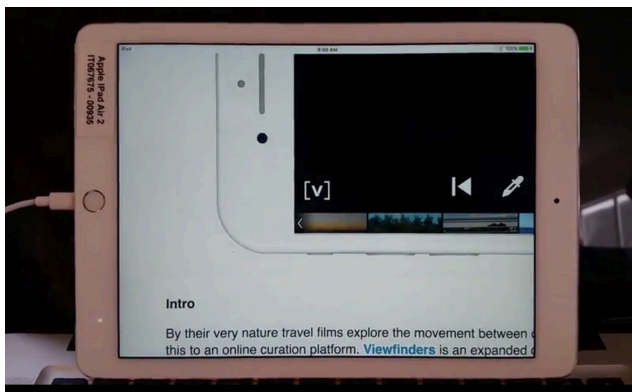 Apple iPad Air 2
IT067675 - 00935
iPad
9:50 AM
100%
[v]
Intro
By their very nature travel films explore the movement between
this to an online curation platform. Viewfinders is an expanded